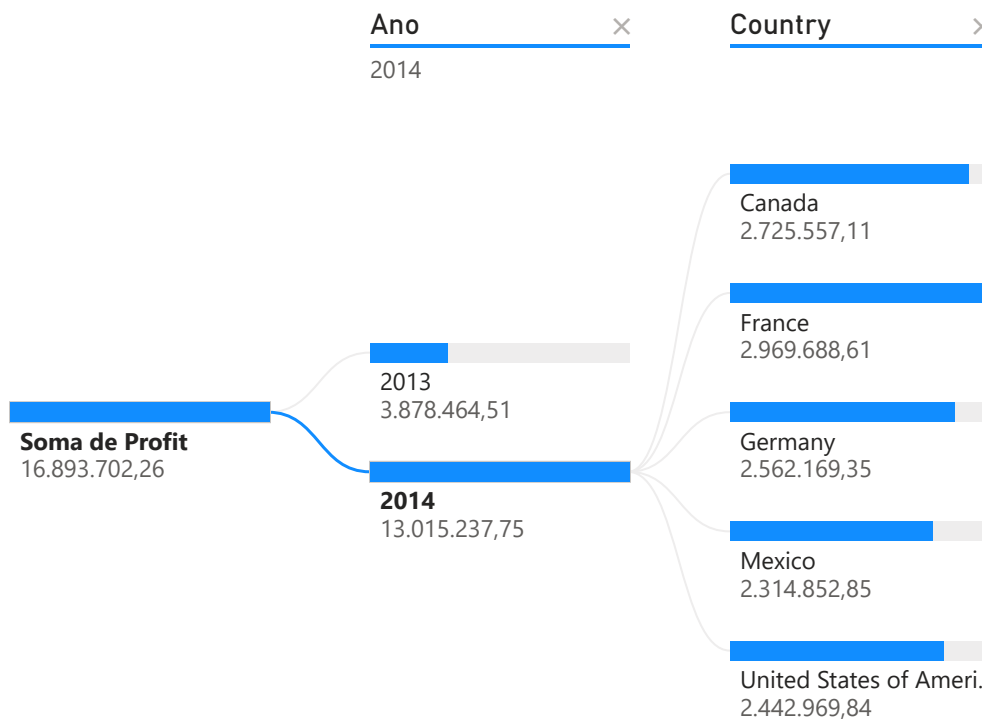 Ano
2014
Country
Soma de Profit
16.893.702,26
2013
3.878.464,51
2014
13.015.237,75
Canada
2.725.557,11
France
2.969.688,61
Germany
2.562.169,35
Mexico
2.314.852,85
United States of Ameri.
2.442.969,84